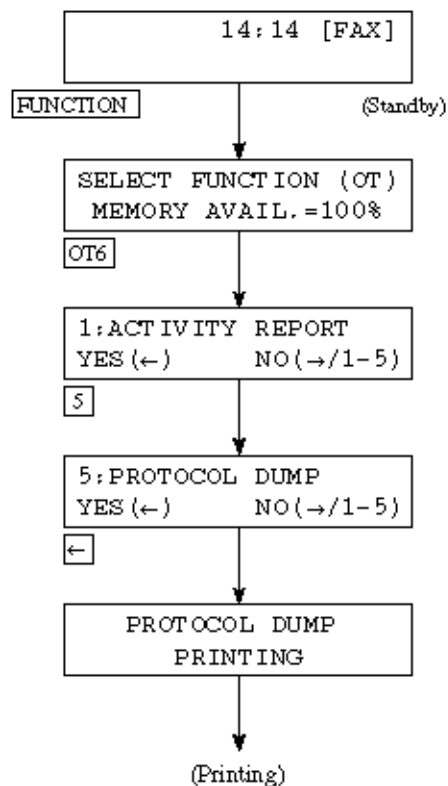 14:14 [FAX]
FUNCTION
(Standby)
SELECT FUNCTION (OT)
MEMORY AVAIL.=100%
OT6
1:ACTIVITY REPORT
YES(←) NO(→/1-5)
5
5:PROTOCOL DUMP
YES(←) NO(→/1-5)
←
PROTOCOL DUMP
PRINTING
(Printing)